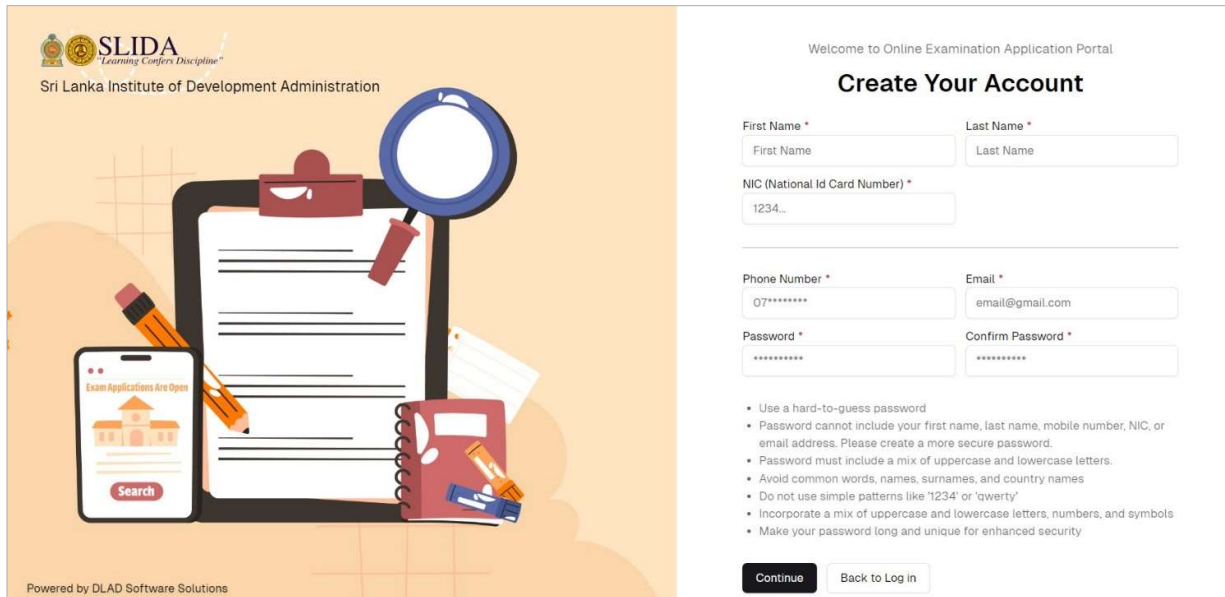 SLIDA
"Learning Confers Discipline"
Sri Lanka Institute of Development Administration
Exam Applications Are Open
Search
Powered by DLAD Software Solutions
Welcome to Online Examination Application Portal
Create Your Account
First Name * Last Name *
First Name Last Name
NIC (National Id Card Number) *
1234...
Phone Number * Email *
07******** email@gmail.com
Password * Confirm Password *
********** **********
• Use a hard-to-guess password
• Password cannot include your first name, last name, mobile number, NIC, or
email address. Please create a more secure password.
• Password must include a mix of uppercase and lowercase letters.
• Avoid common words, names, surnames, and country names
• Do not use simple patterns like '1234' or 'qwerty'
• Incorporate a mix of uppercase and lowercase letters, numbers, and symbols
• Make your password long and unique for enhanced security
Continue Back to Log in